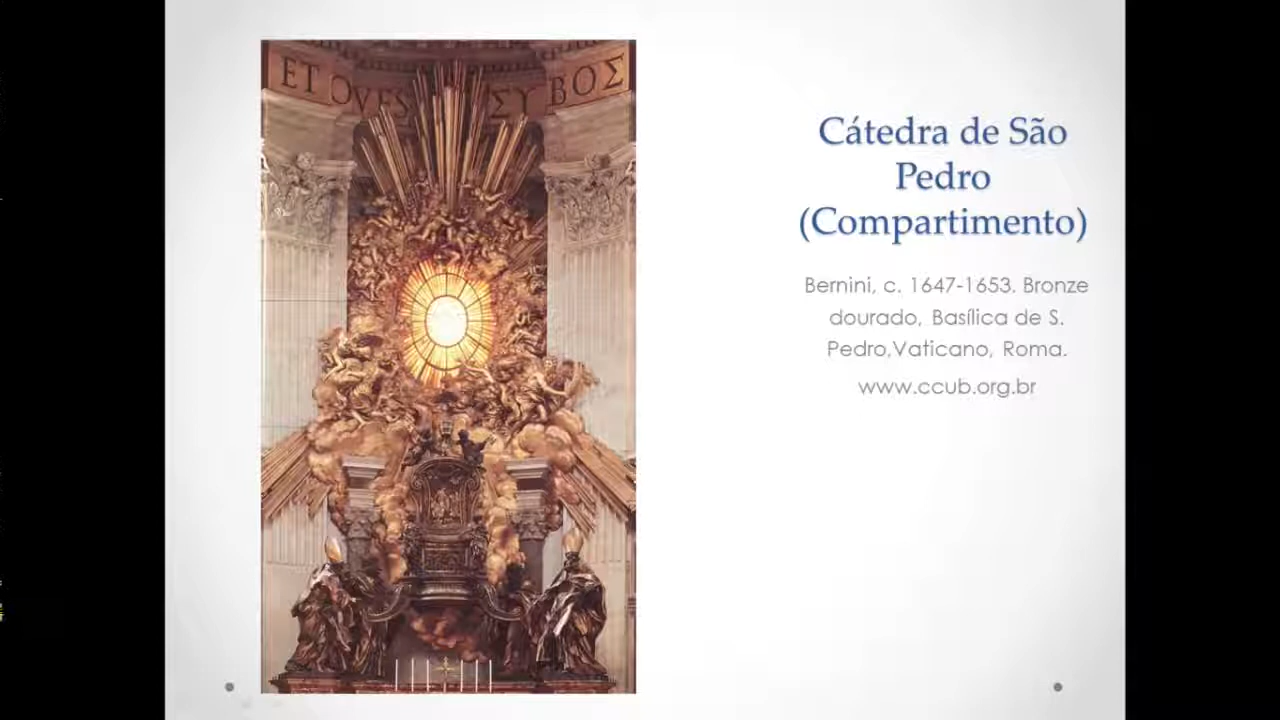 ET OVES
ΣΥ ΒΟΣ
Cátedra de São
Pedro
(Compartimento)
Bernini, c. 1647-1653. Bronze
dourado, Basílica de S.
Pedro,Vaticano, Roma.
www.ccub.org.br